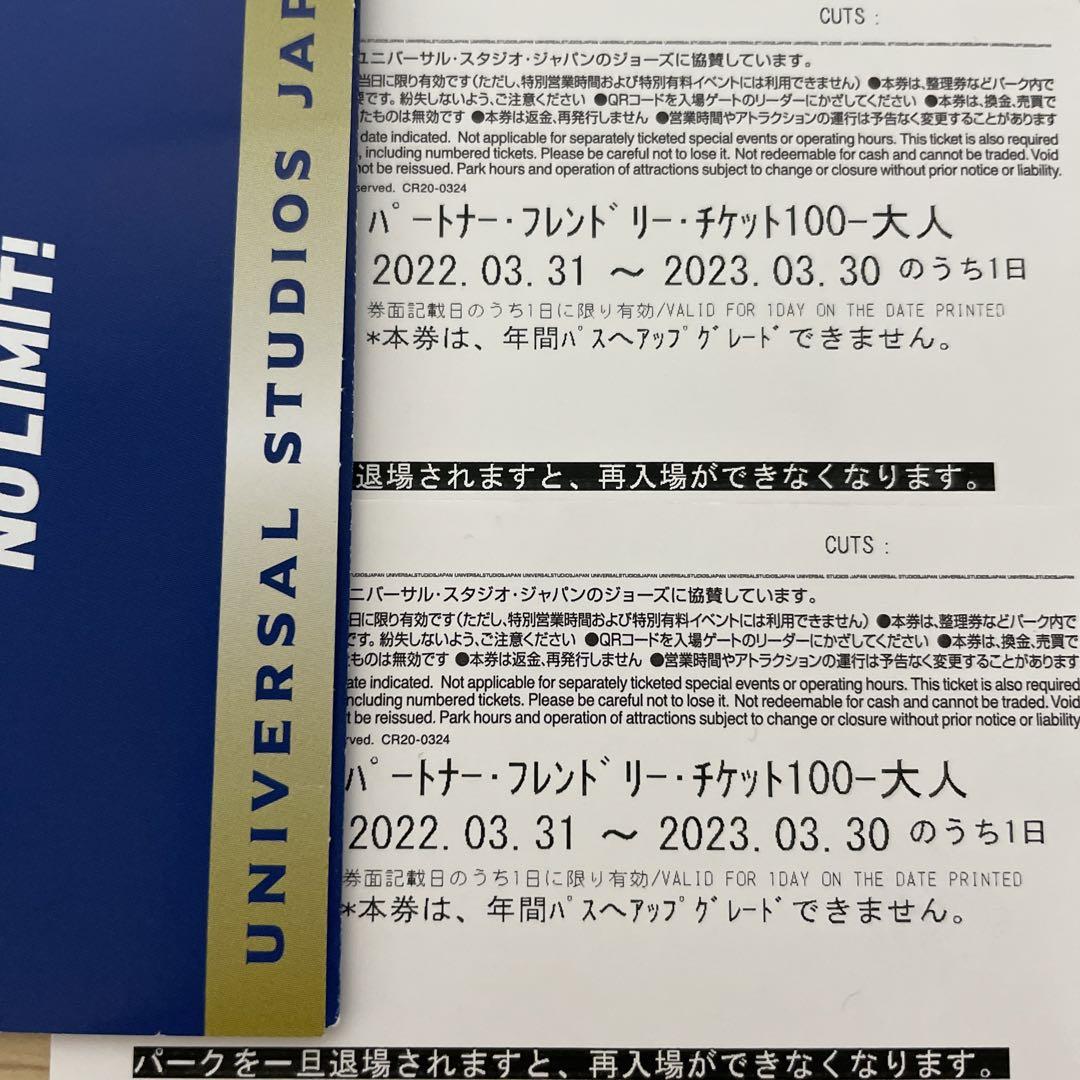 NO LIMIT!
UNIVERSAL STUDIOS JAP
CUTS :
ユニバーサル・スタジオ・ジャパンのジョーズに協賛しています。
当日に限り有効です(ただし、特別営業時間および特別有料イベントには利用できません) ●本券は、整理券などパーク内で
です。紛失しないよう、ご注意ください ●QRコードを入場ゲートのリーダーにかざしてください ●本券は、換金、売買で
たものは無効です ●本券は返金、再発行しません ●営業時間やアトラクションの運行は予告なく変更することがあります
date indicated. Not applicable for separately ticketed special events or operating hours. This ticket is also required
, including numbered tickets. Please be careful not to lose it. Not redeemable for cash and cannot be traded. Void
not be reissued. Park hours and operation of attractions subject to change or closure without prior notice or liability.
served. CR20-0324
パートナー・フレンドリー・チケット100-大人
2022.03.31 ～ 2023.03.30 のうち1日
券面記載日のうち1日に限り有効/VALID FOR 1DAY ON THE DATE PRINTED
*本券は、年間パスへアップグレードできません。
退場されますと、再入場ができなくなります。
CUTS :
ニバーサル・スタジオ・ジャパンのジョーズに協賛しています。
日に限り有効です(ただし、特別営業時間および特別有料イベントには利用できません) ●本券は、整理券などパーク内で
です。紛失しないよう、ご注意ください ●QRコードを入場ゲートのリーダーにかざしてください ●本券は、換金、売買で
ものは無効です ●本券は返金、再発行しません ●営業時間やアトラクションの運行は予告なく変更することがあります
ate indicated. Not applicable for separately ticketed special events or operating hours. This ticket is also required
ncluding numbered tickets. Please be careful not to lose it. Not redeemable for cash and cannot be traded. Void
t be reissued. Park hours and operation of attractions subject to change or closure without prior notice or liability
rved. CR20-0324
パートナー・フレンドリー・チケット100-大人
2022.03.31 ～ 2023.03.30 のうち1日
券面記載日のうち1日に限り有効/VALID FOR 1DAY ON THE DATE PRINTED
*本券は、年間パスへアップグレードできません。
パークを一旦退場されますと、再入場ができなくなります。